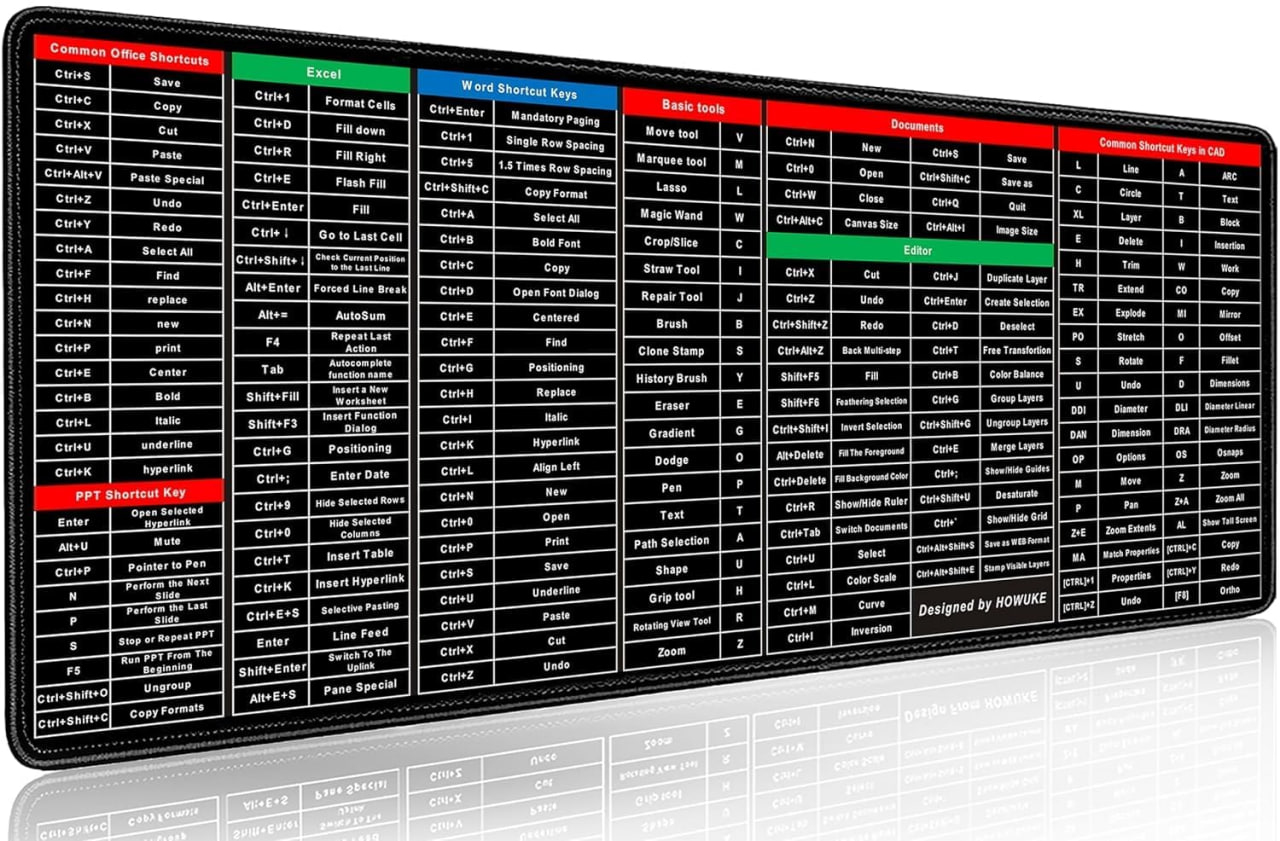 Common Office Shortcuts
Ctrl+S Save
Ctrl+C Copy
Ctrl+X Cut
Ctrl+V Paste
Ctrl+Alt+V Paste Special
Ctrl+Z Undo
Ctrl+Y Redo
Ctrl+A Select All
Ctrl+F Find
Ctrl+H replace
Ctrl+N new
Ctrl+P print
Ctrl+E Center
Ctrl+B Bold
Ctrl+L Italic
Ctrl+U underline
Ctrl+K hyperlink
PPT Shortcut Key
Enter Open Selected
Hyperlink
Alt+U Mute
Ctrl+P Pointer to Pen
N Perform the Next
Slide
P Perform the Last
Slide
S Stop or Repeat PPT
F5 Run PPT From The
Beginning
Ctrl+Shift+O Ungroup
Ctrl+Shift+C Copy Formats
Excel
Ctrl+1 Format Cells
Ctrl+D Fill down
Ctrl+R Fill Right
Ctrl+E Flash Fill
Ctrl+Enter Fill
Ctrl+↓ Go to Last Cell
Ctrl+Shift+↓ Check Current Position
to the Last Line
Alt+Enter Forced Line Break
Alt+= AutoSum
F4 Repeat Last
Action
Tab Autocomplete
function name
Shift+Fill Insert a New
Worksheet
Shift+F3 Insert Function
Dialog
Ctrl+G Positioning
Ctrl+; Enter Date
Ctrl+9 Hide Selected Rows
Ctrl+0 Hide Selected
Columns
Ctrl+T Insert Table
Ctrl+K Insert Hyperlink
Ctrl+E+S Selective Pasting
Enter Line Feed
Shift+Enter Switch To The
Uplink
Alt+E+S Pane Special
Word Shortcut Keys
Ctrl+Enter Mandatory Paging
Ctrl+1 Single Row Spacing
Ctrl+5 1.5 Times Row Spacing
Ctrl+Shift+C Copy Format
Ctrl+A Select All
Ctrl+B Bold Font
Ctrl+C Copy
Ctrl+D Open Font Dialog
Ctrl+E Centered
Ctrl+F Find
Ctrl+G Positioning
Ctrl+H Replace
Ctrl+I Italic
Ctrl+K Hyperlink
Ctrl+L Align Left
Ctrl+N New
Ctrl+0 Open
Ctrl+P Print
Ctrl+S Save
Ctrl+U Underline
Ctrl+V Paste
Ctrl+X Cut
Ctrl+Z Undo
Basic tools
Move tool V
Marquee tool M
Lasso L
Magic Wand W
Crop/Slice C
Straw Tool I
Repair Tool J
Brush B
Clone Stamp S
History Brush Y
Eraser E
Gradient G
Dodge O
Pen P
Text T
Path Selection A
Shape U
Grip tool H
Rotating View Tool R
Zoom Z
Documents
Ctrl+N New Ctrl+S Save
Ctrl+0 Open Ctrl+Shift+C Save as
Ctrl+W Close Ctrl+Q Quit
Ctrl+Alt+C Canvas Size Ctrl+Alt+I Image Size
Editor
Ctrl+X Cut Ctrl+J Duplicate Layer
Ctrl+Z Undo Ctrl+Enter Create Selection
Ctrl+Shift+Z Redo Ctrl+D Deselect
Ctrl+Alt+Z Back Multi-step Ctrl+T Free Transfortion
Shift+F5 Fill Ctrl+B Color Balance
Shift+F6 Feathering Selection Ctrl+G Group Layers
Ctrlt+Shift+I Invert Selection Ctrl+Shift+G Ungroup Layers
Alt+Delete Fill The Foreground Ctrl+E Merge Layers
Ctrl+Delete Fill Background Color Ctrl+; Show/Hide Guides
Ctrl+R Show/Hide Ruler Ctrl+Shift+U Desaturate
Ctrl+Tab Switch Documents Ctrl+` Show/Hide Grid
Ctrl+U Select Ctrl+Alt+Shift+S Save as WEB Format
Ctrl+L Color Scale Ctrl+Alt+Shift+E Stamp Visible Layers
Ctr1+M Curve
Ctrl+I Inversion
Designed by HOWUKE
Common Shortcut Keys in CAD
L Line A ARC
C Circle T Text
XL Layer B Block
E Delete I Insertion
H Trim W Work
TR Extend CO Copy
EX Explode MI Mirror
PO Stretch O Offset
S Rotate F Fillet
U Undo D Dimensions
DDI Diameter DLI Diameter Linear
DAN Dimension DRA Diameter Radius
OP Options OS Osnaps
M Move Z Zoom
P Pan Z+A Zoom All
Z+E Zoom Extents AL Show Tall Screen
MA Match Properties [CTRL]+C Copy
[CTRL]+1 Properties [CTRL]+Y Redo
[CTRL]+Z Undo [F8] Ortho